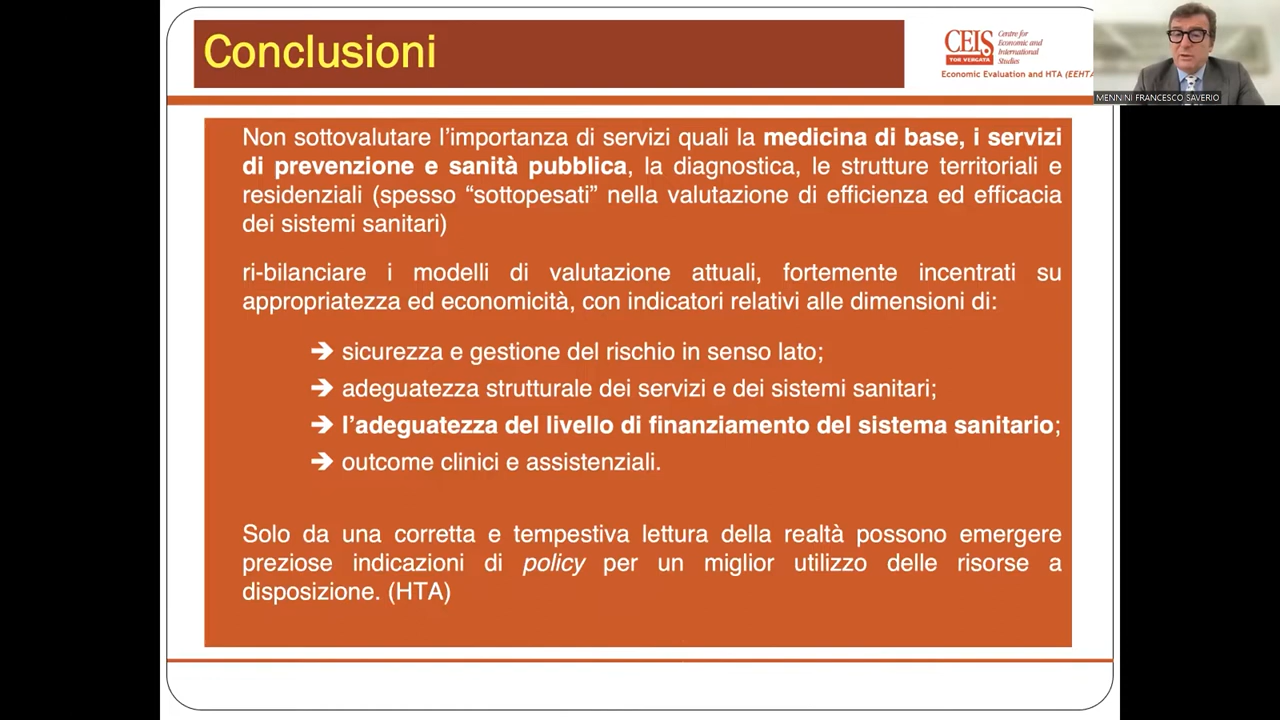 Conclusioni
CEIS
TOR VERGATA
Centre for
Economic and
International
Studies
Economic Evaluation and HTA (EEHTA
MENNINI FRANCESCO SAVERIO
Non sottovalutare l’importanza di servizi quali la medicina di base, i servizi
di prevenzione e sanità pubblica, la diagnostica, le strutture territoriali e
residenziali (spesso “sottopesati” nella valutazione di efficienza ed efficacia
dei sistemi sanitari)
ri-bilanciare i modelli di valutazione attuali, fortemente incentrati su
appropriatezza ed economicità, con indicatori relativi alle dimensioni di:
➔ sicurezza e gestione del rischio in senso lato;
➔ adeguatezza strutturale dei servizi e dei sistemi sanitari;
➔ l’adeguatezza del livello di finanziamento del sistema sanitario;
➔ outcome clinici e assistenziali.
Solo da una corretta e tempestiva lettura della realtà possono emergere
preziose indicazioni di policy per un miglior utilizzo delle risorse a
disposizione. (HTA)